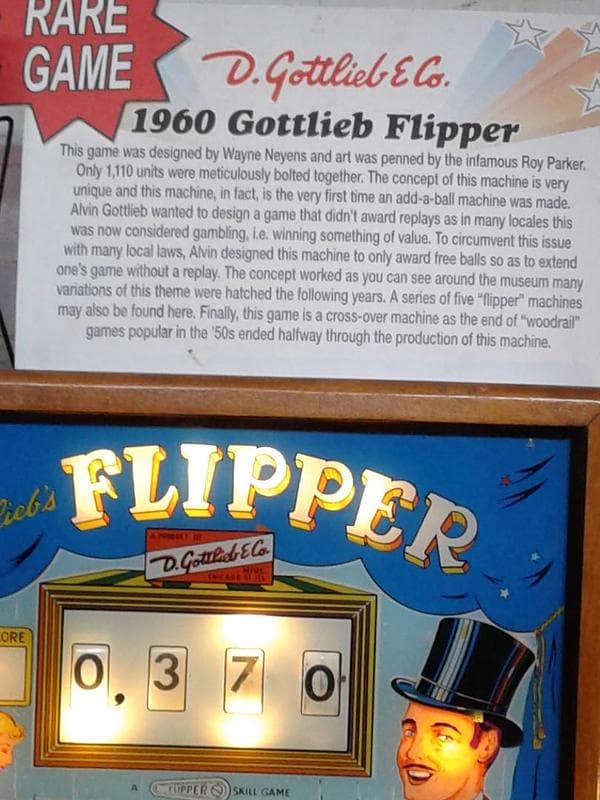 RARE
GAME
D. Gottlieb & Co.
1960 Gottlieb Flipper
This game was designed by Wayne Neyens and art was penned by the infamous Roy Parker.
Only 1,110 units were meticulously bolted together. The concept of this machine is very
unique and this machine, in fact, is the very first time an add-a-ball machine was made.
Alvin Gottlieb wanted to design a game that didn't award replays as in many locales this
was now considered gambling, i.e. winning something of value. To circumvent this issue
with many local laws, Alvin designed this machine to only award free balls so as to extend
one's game without a replay. The concept worked as you can see around the museum many
variations of this theme were hatched the following years. A series of five "flipper" machines
may also be found here. Finally, this game is a cross-over machine as the end of "woodrail"
games popular in the '50s ended halfway through the production of this machine.
lieb's
FLIPPER
A PRODUCT OF
D. Gottlieb & Co.
CHICAGO 51 ILL
ORE
0,370
A FLIPPER SKILL GAME